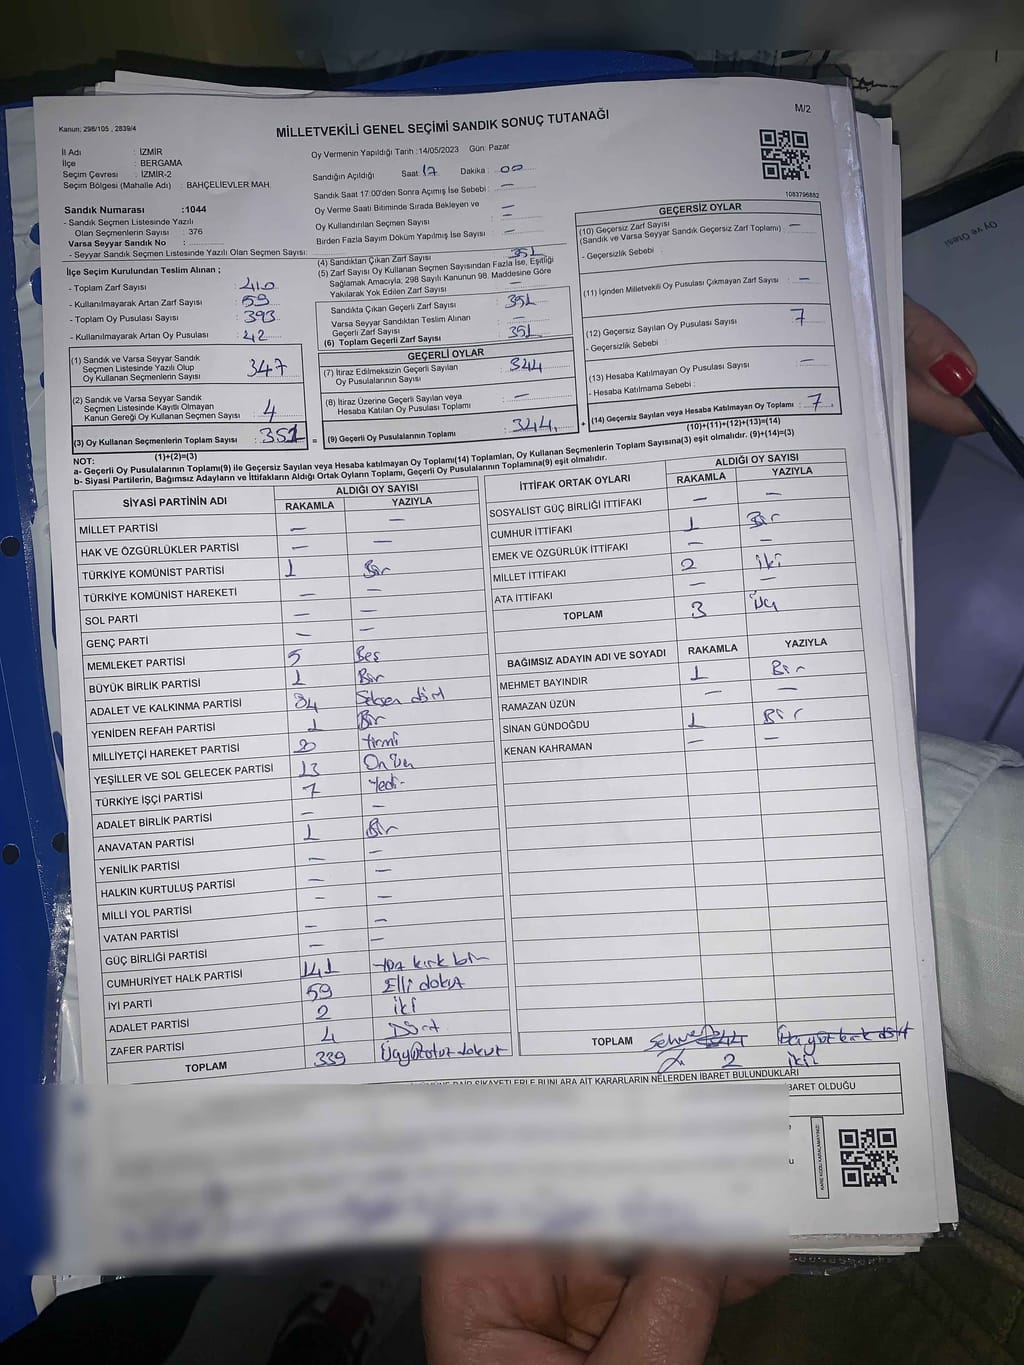 Kanun; 298/105 , 2839/4
M/2
MİLLETVEKİLİ GENEL SEÇİMİ SANDIK SONUÇ TUTANAĞI
İl Adı : İZMİR
İlçe : BERGAMA
Seçim Çevresi : İZMİR-2
Seçim Bölgesi (Mahalle Adı) : BAHÇELİEVLER MAH.
Sandık Numarası : 1044
- Sandık Seçmen Listesinde Yazılı
Olan Seçmenlerin Sayısı : 376
Varsa Seyyar Sandık No :
- Seyyar Sandık Seçmen Listesinde Yazılı Olan Seçmen Sayısı:
Oy Vermenin Yapıldığı Tarih :14/05/2023 Gün: Pazar
Sandığın Açıldığı Saat: 17 Dakika : 00
Sandık Saat 17:00'den Sonra Açımış İse Sebebi : —
Oy Verme Saati Bitiminde Sırada Bekleyen ve —
Oy Kullandırılan Seçmen Sayısı : —
Birden Fazla Sayım Döküm Yapılmış İse Sayısı : —
1083796882
İlçe Seçim Kurulundan Teslim Alınan ;
- Toplam Zarf Sayısı : 410
- Kullanılmayarak Artan Zarf Sayısı : 59
- Toplam Oy Pusulası Sayısı : 393
- Kullanılmayarak Artan Oy Pusulası : 42
(1) Sandık ve Varsa Seyyar Sandık
Seçmen Listesinde Yazılı Olup
Oy Kullanan Seçmenlerin Sayısı : 347
(2) Sandık ve Varsa Seyyar Sandık
Seçmen Listesinde Kayıtlı Olmayan
Kanun Gereği Oy Kullanan Seçmen Sayısı : 4
(3) Oy Kullanan Seçmenlerin Toplam Sayısı : 351
(1)+(2)=(3)
(4) Sandıktan Çıkan Zarf Sayısı : 351
(5) Zarf Sayısı Oy Kullanan Seçmen Sayısından Fazla İse, Eşitliği
Sağlamak Amacıyla, 298 Sayılı Kanunun 98. Maddesine Göre
Yakılarak Yok Edilen Zarf Sayısı : —
Sandıkta Çıkan Geçerli Zarf Sayısı : 351
Varsa Seyyar Sandıktan Teslim Alınan
Geçerli Zarf Sayısı : —
(6) Toplam Geçerli Zarf Sayısı : 351
GEÇERLİ OYLAR
(7) İtiraz Edilmeksizin Geçerli Sayılan
Oy Pusulalarının Sayısı : 344
(8) İtiraz Üzerine Geçerli Sayılan veya
Hesaba Katılan Oy Pusulası Toplamı : —
= (9) Geçerli Oy Pusulalarının Toplamı : 344
GEÇERSİZ OYLAR
(10) Geçersiz Zarf Sayısı : —
(Sandık ve Varsa Seyyar Sandık Geçersiz Zarf Toplamı)
- Geçersizlik Sebebi :
(11) İçinden Milletvekili Oy Pusulası Çıkmayan Zarf Sayısı : —
(12) Geçersiz Sayılan Oy Pusulası Sayısı : 7
- Geçersizlik Sebebi :
(13) Hesaba Katılmayan Oy Pusulası Sayısı : —
- Hesaba Katılmama Sebebi :
+ (14) Geçersiz Sayılan veya Hesaba Katılmayan Oy Toplamı : 7
(10)+(11)+(12)+(13)=(14)
NOT:
a- Geçerli Oy Pusulaları Toplamı(9) ile Geçersiz Sayılan veya Hesaba katılmayan Oy Toplamı(14) Toplamları, Oy Kullanan Seçmenlerin Toplam Sayısına(3) eşit olmalıdır. (9)+(14)=(3)
b- Siyasi Partilerin, Bağımsız Adayların ve İttifakların Aldığı Ortak Oyların Toplamı, Geçerli Oy Pusulalarının Toplamına(9) eşit olmalıdır.
SİYASİ PARTİNİN ADI ALDIĞI OY SAYISI
RAKAMLA YAZIYLA
MİLLET PARTİSİ — —
HAK VE ÖZGÜRLÜKLER PARTİSİ — —
TÜRKİYE KOMÜNİST PARTİSİ 1 Bir
TÜRKİYE KOMÜNİST HAREKETİ — —
SOL PARTİ — —
GENÇ PARTİ — —
MEMLEKET PARTİSİ 5 Beş
BÜYÜK BİRLİK PARTİSİ 1 Bir
ADALET VE KALKINMA PARTİSİ 84 Seksen dört
YENİDEN REFAH PARTİSİ 1 Bir
MİLLİYETÇİ HAREKET PARTİSİ 20 Yirmi
YEŞİLLER VE SOL GELECEK PARTİSİ 13 On üç
TÜRKİYE İŞÇİ PARTİSİ 7 Yedi
ADALET BİRLİK PARTİSİ — —
ANAVATAN PARTİSİ 1 Bir
YENİLİK PARTİSİ — —
HALKIN KURTULUŞ PARTİSİ — —
MİLLİ YOL PARTİSİ — —
VATAN PARTİSİ — —
GÜÇ BİRLİĞİ PARTİSİ — —
CUMHURİYET HALK PARTİSİ 141 Yüz kırk bir
İYİ PARTİ 59 Elli dokuz
ADALET PARTİSİ 2 iki
ZAFER PARTİSİ 4 Dört
TOPLAM 339 Üçyüzotuz dokuz
İTTİFAK ORTAK OYLARI ALDIĞI OY SAYISI
RAKAMLA YAZIYLA
SOSYALİST GÜÇ BİRLİĞİ İTTİFAKI — —
CUMHUR İTTİFAKI 1 Bir
EMEK VE ÖZGÜRLÜK İTTİFAKI — —
MİLLET İTTİFAKI 2 iki
ATA İTTİFAKI — —
TOPLAM 3 üç
BAĞIMSIZ ADAYIN ADI VE SOYADI RAKAMLA YAZIYLA
MEHMET BAYINDIR 1 Bir
RAMAZAN ÜZÜN — —
SİNAN GÜNDOĞDU 1 Bir
KENAN KAHRAMAN — —
TOPLAM 344 Üçyüz kırk dört
2 iki
ŞİKAYETLERLE BUNLARA AİT KARARLARIN NELERDEN İBARET BULUNDUKLARI
BARET OLDUĞU
KARE KODU KARALAMAYINIZ!
Oy ve Ötesi